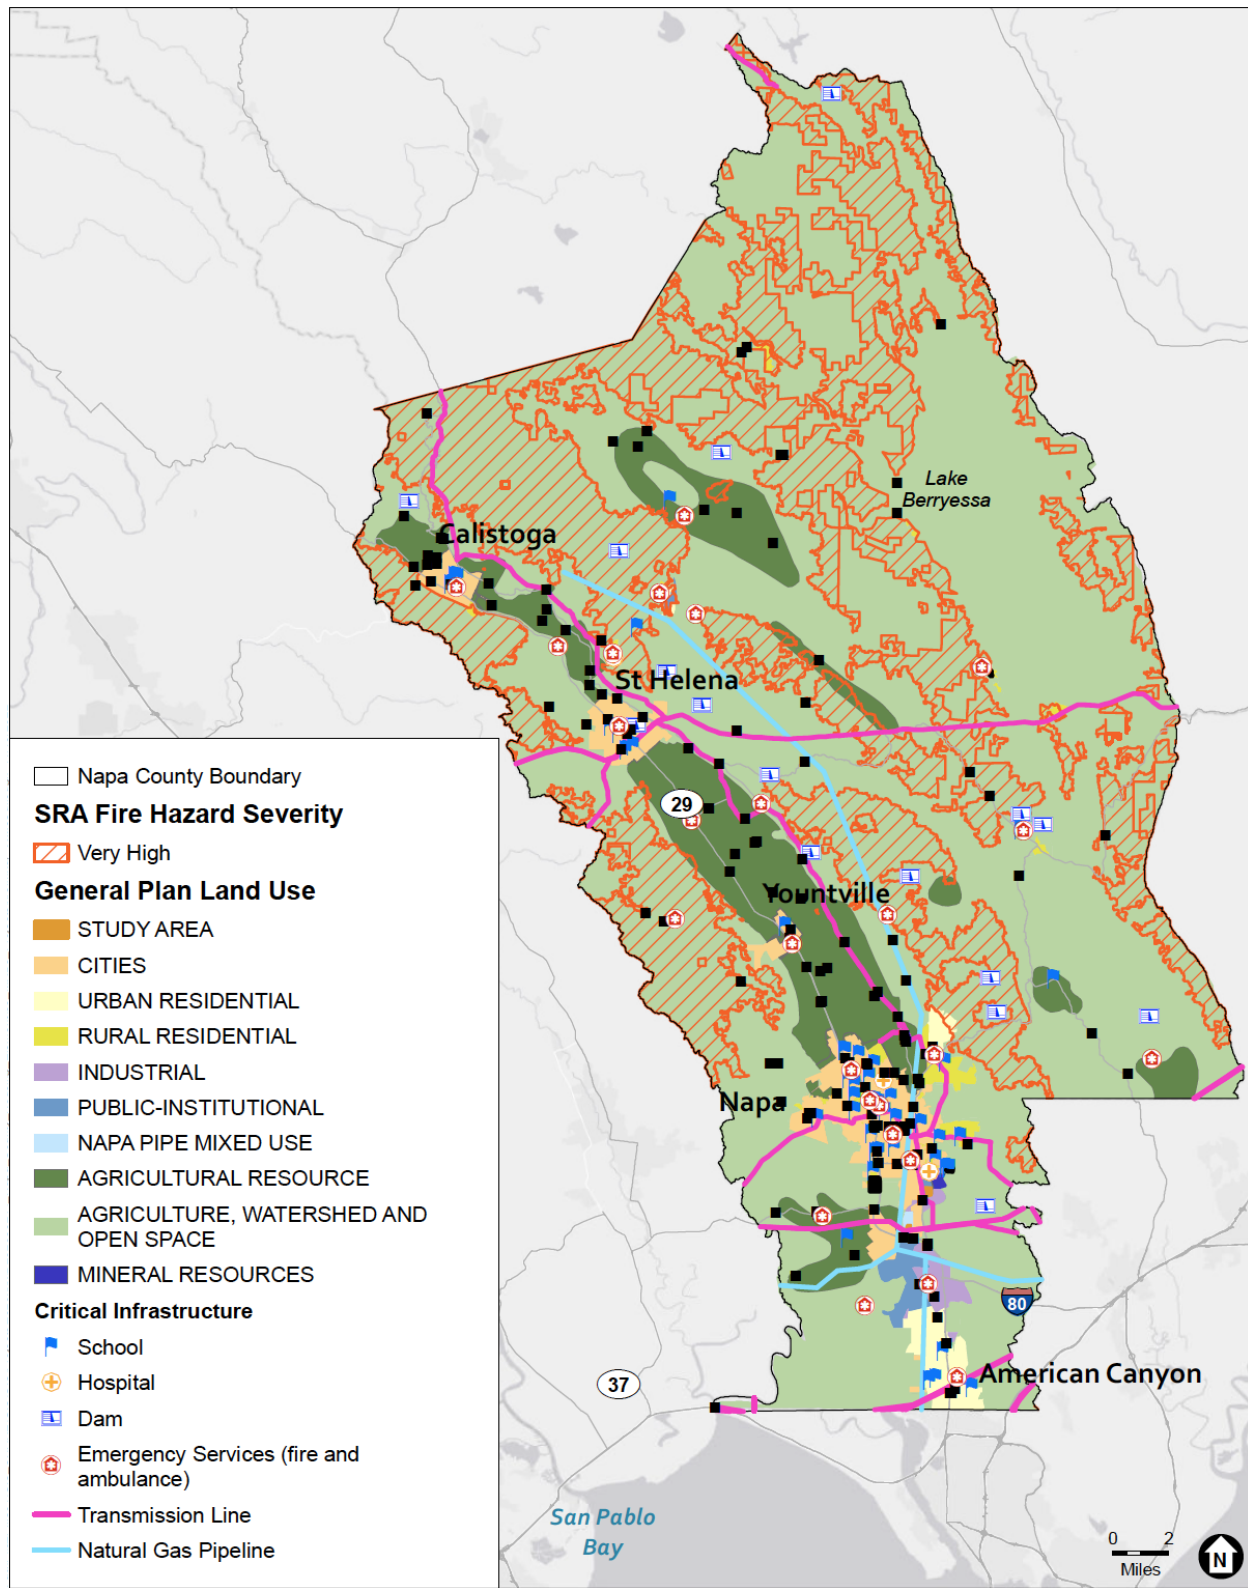 Lake
Berryessa
Calistoga
St Helena
29
Yountville
Napa
80
American Canyon
37
San Pablo
Bay
Napa County Boundary
SRA Fire Hazard Severity
Very High
General Plan Land Use
STUDY AREA
CITIES
URBAN RESIDENTIAL
RURAL RESIDENTIAL
INDUSTRIAL
PUBLIC-INSTITUTIONAL
NAPA PIPE MIXED USE
AGRICULTURAL RESOURCE
AGRICULTURE, WATERSHED AND
OPEN SPACE
MINERAL RESOURCES
Critical Infrastructure
School
Hospital
Dam
Emergency Services (fire and
ambulance)
Transmission Line
Natural Gas Pipeline
0 2
Miles
N